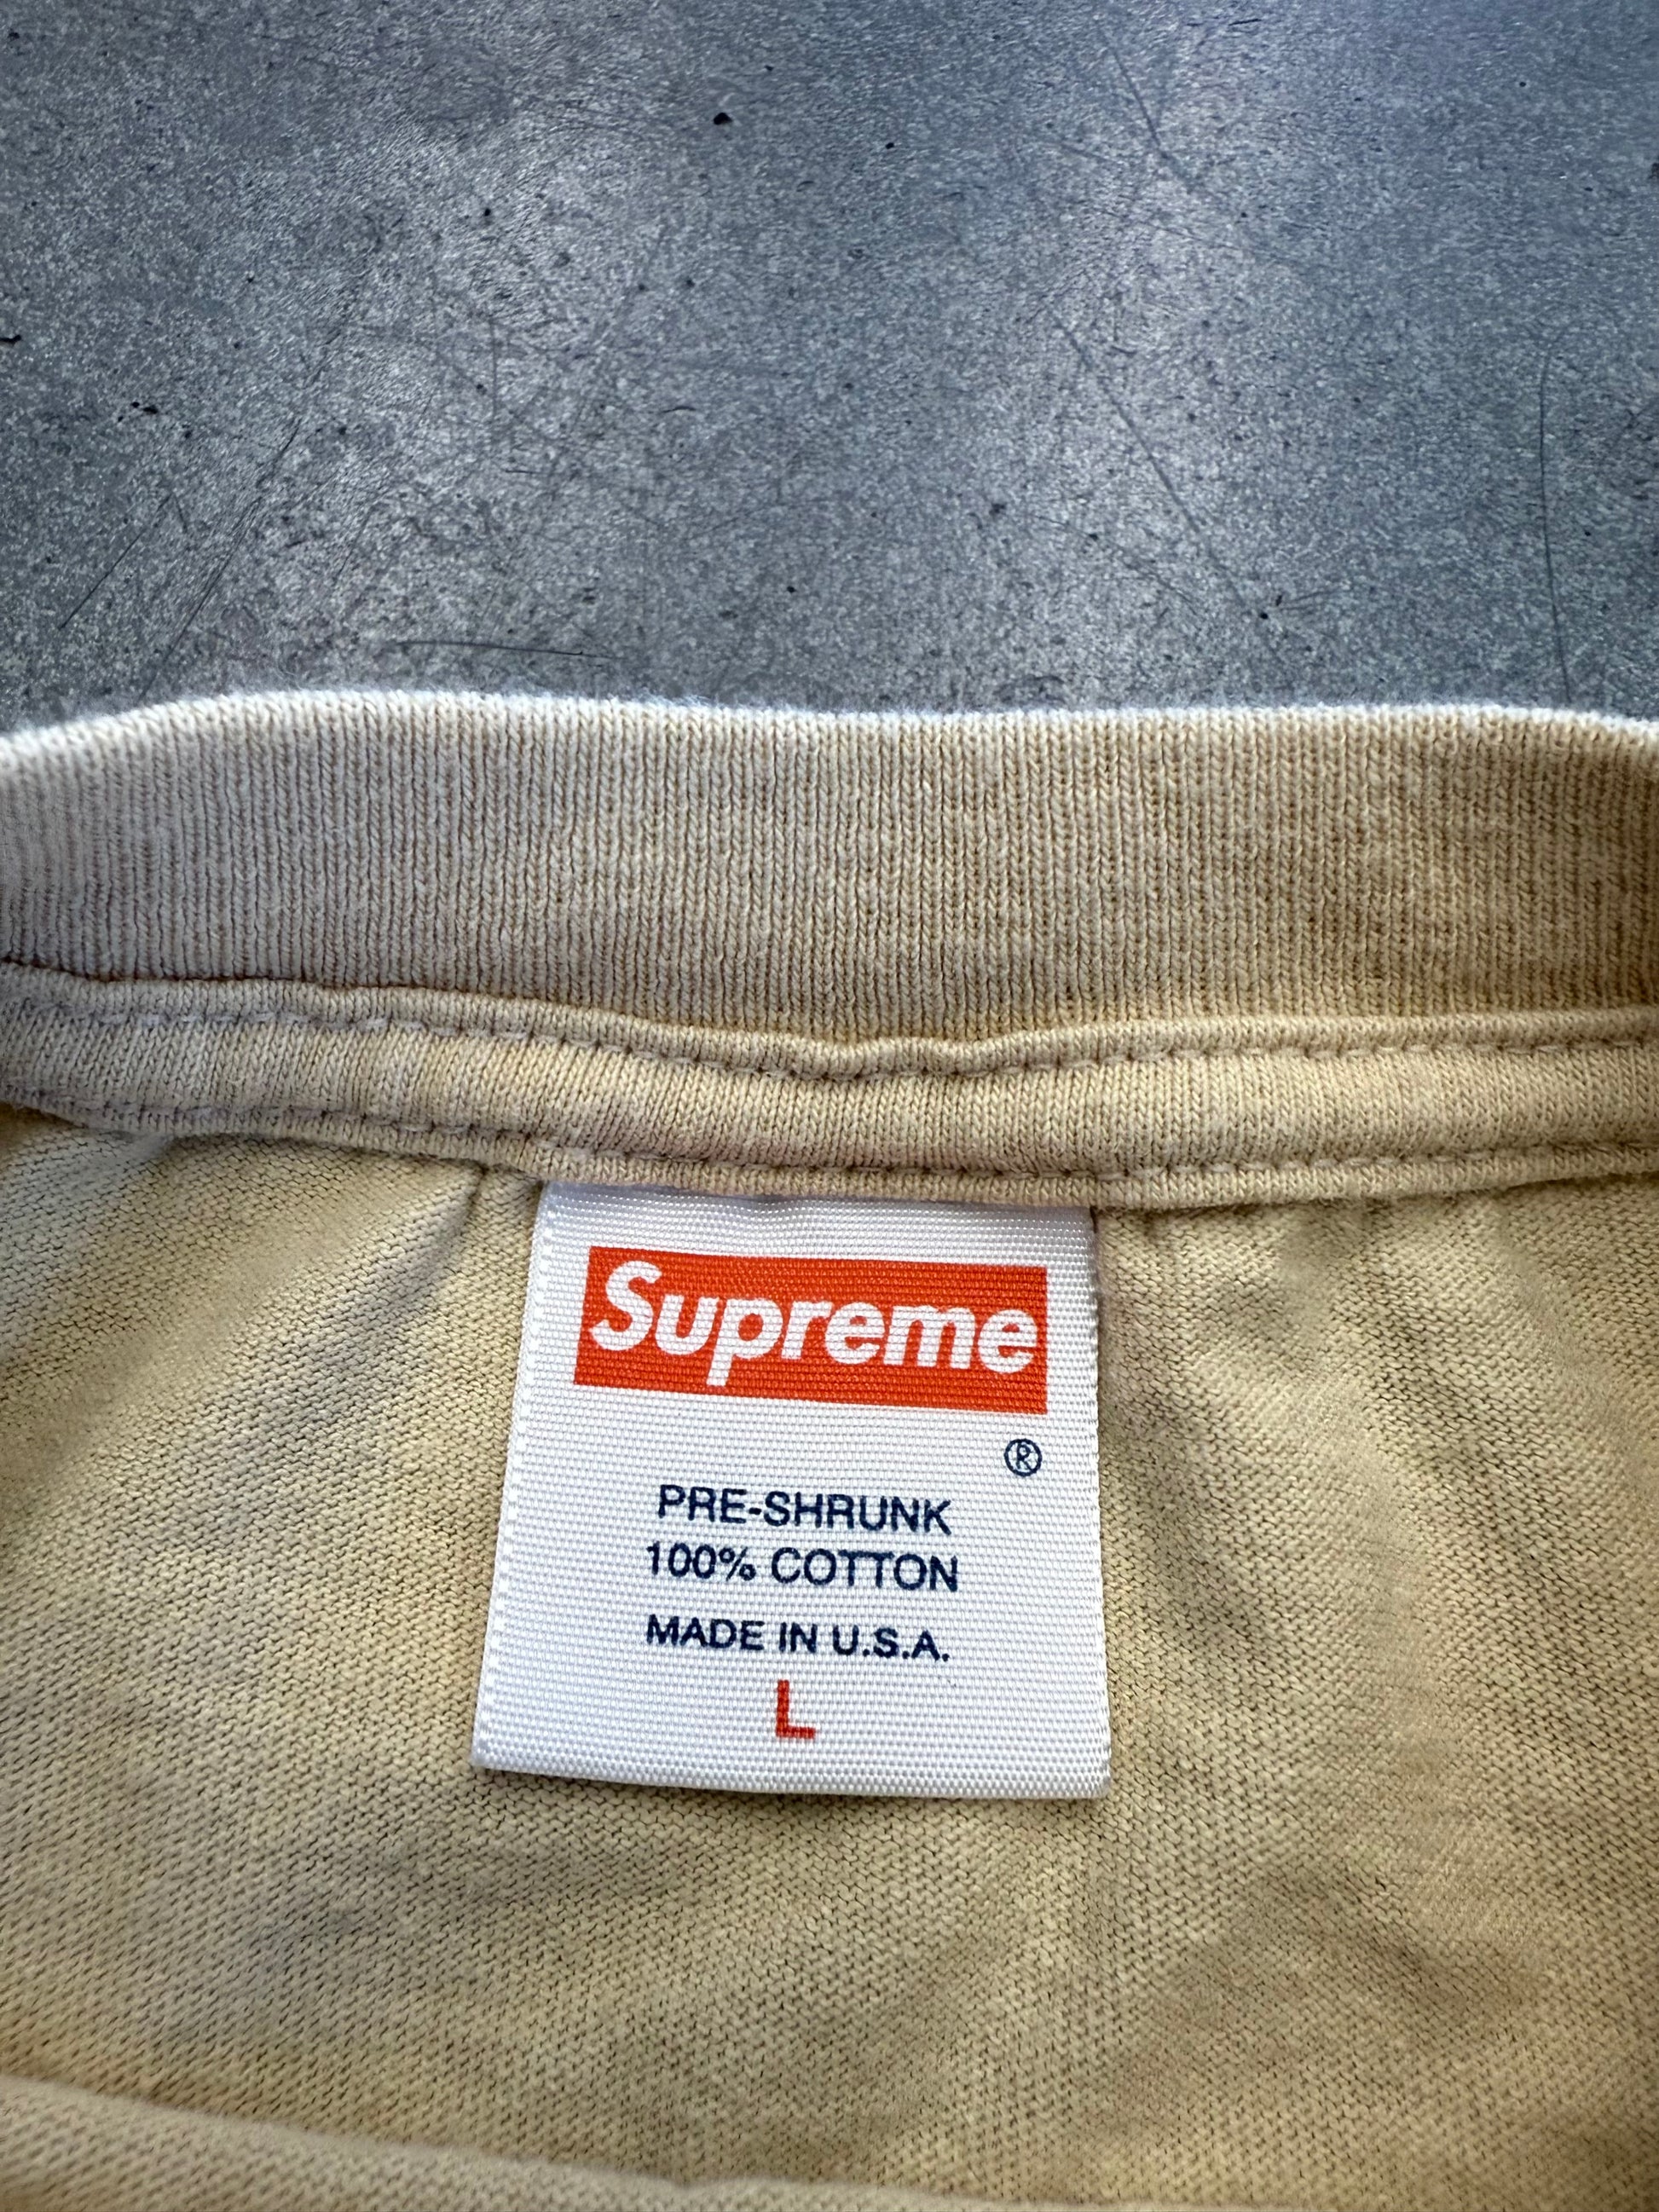 Supreme
®
PRE-SHRUNK
100% COTTON
MADE IN U.S.A.
L